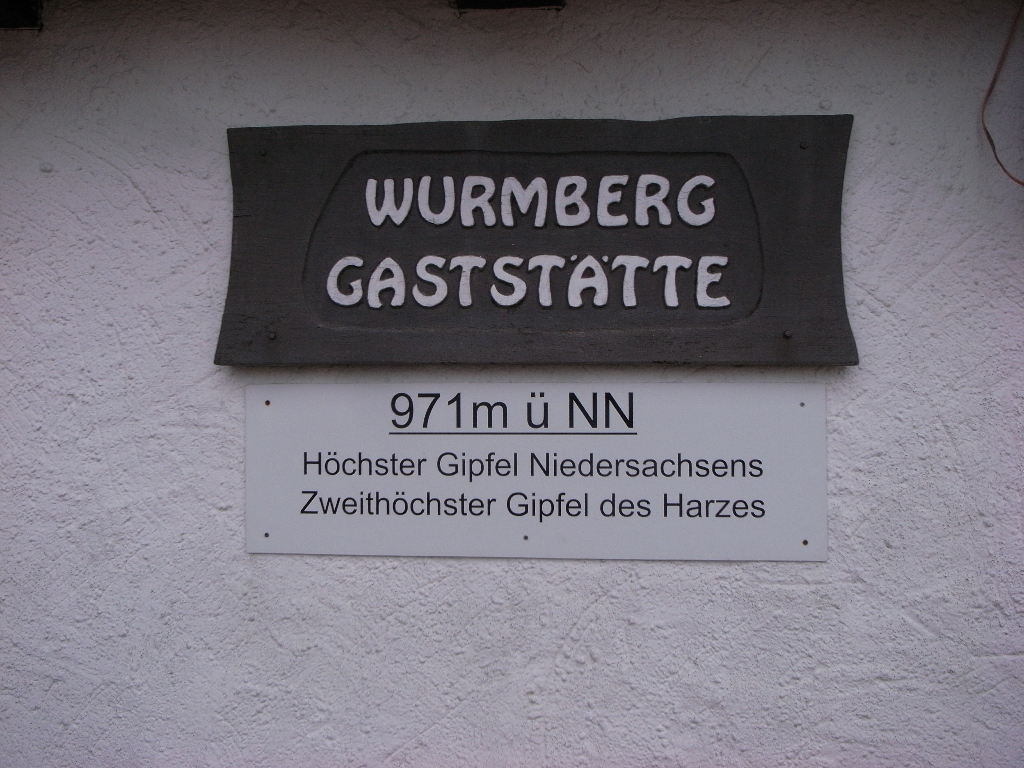 WURMBERG
GASTSTÄTTE
971m ü NN
Höchster Gipfel Niedersachsens
Zweithöchster Gipfel des Harzes